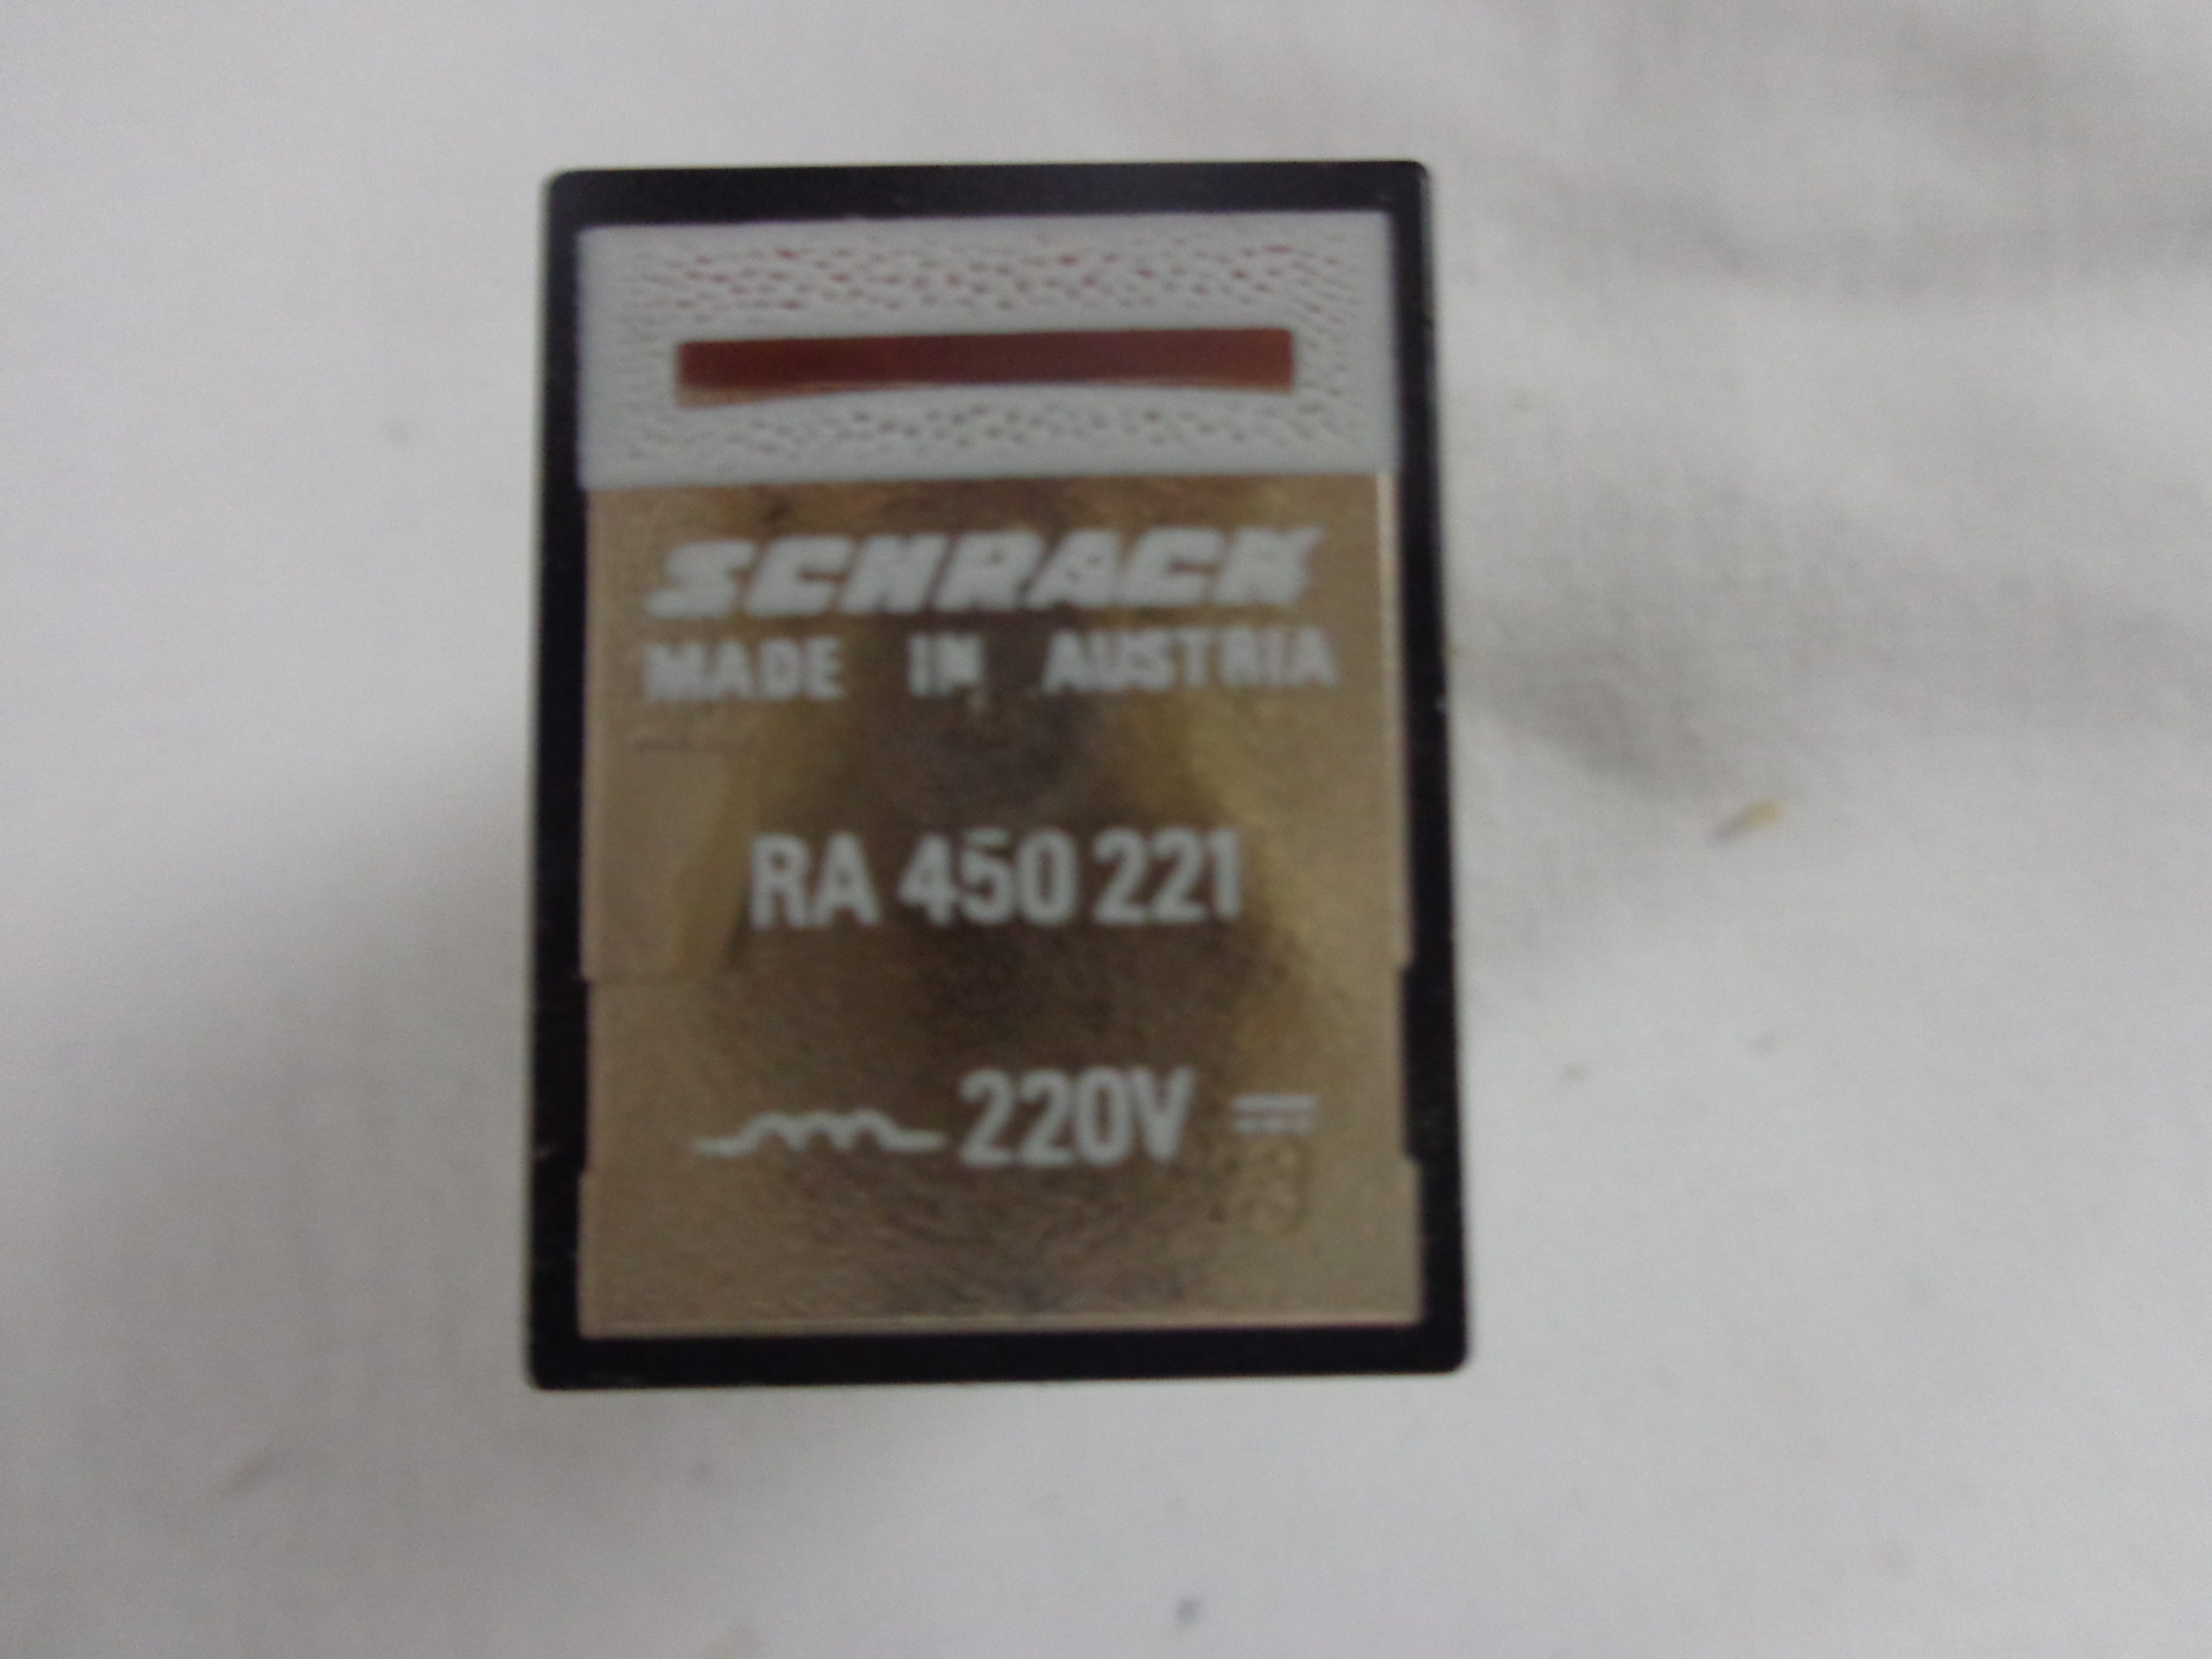 SCHRACK
MADE IN AUSTRIA
RA 450 221
220V ⎓